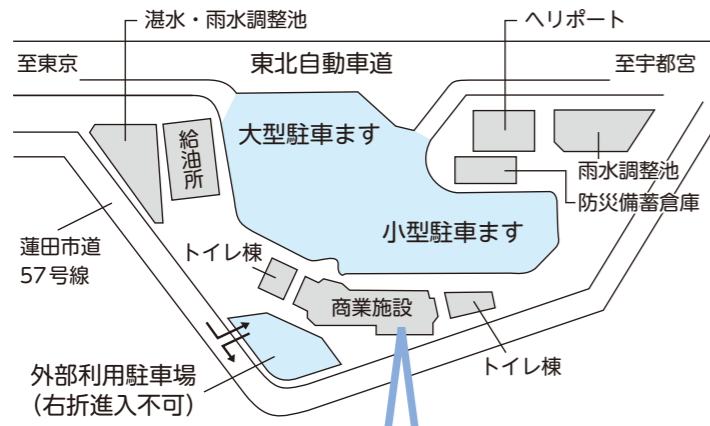 湛水・雨水調整池
ヘリポート
至東京
東北自動車道
至宇都宮
大型駐車ます
給油所
雨水調整池
防災備蓄倉庫
小型駐車ます
蓮田市道
57号線
トイレ棟
商業施設
トイレ棟
外部利用駐車場
(右折進入不可)